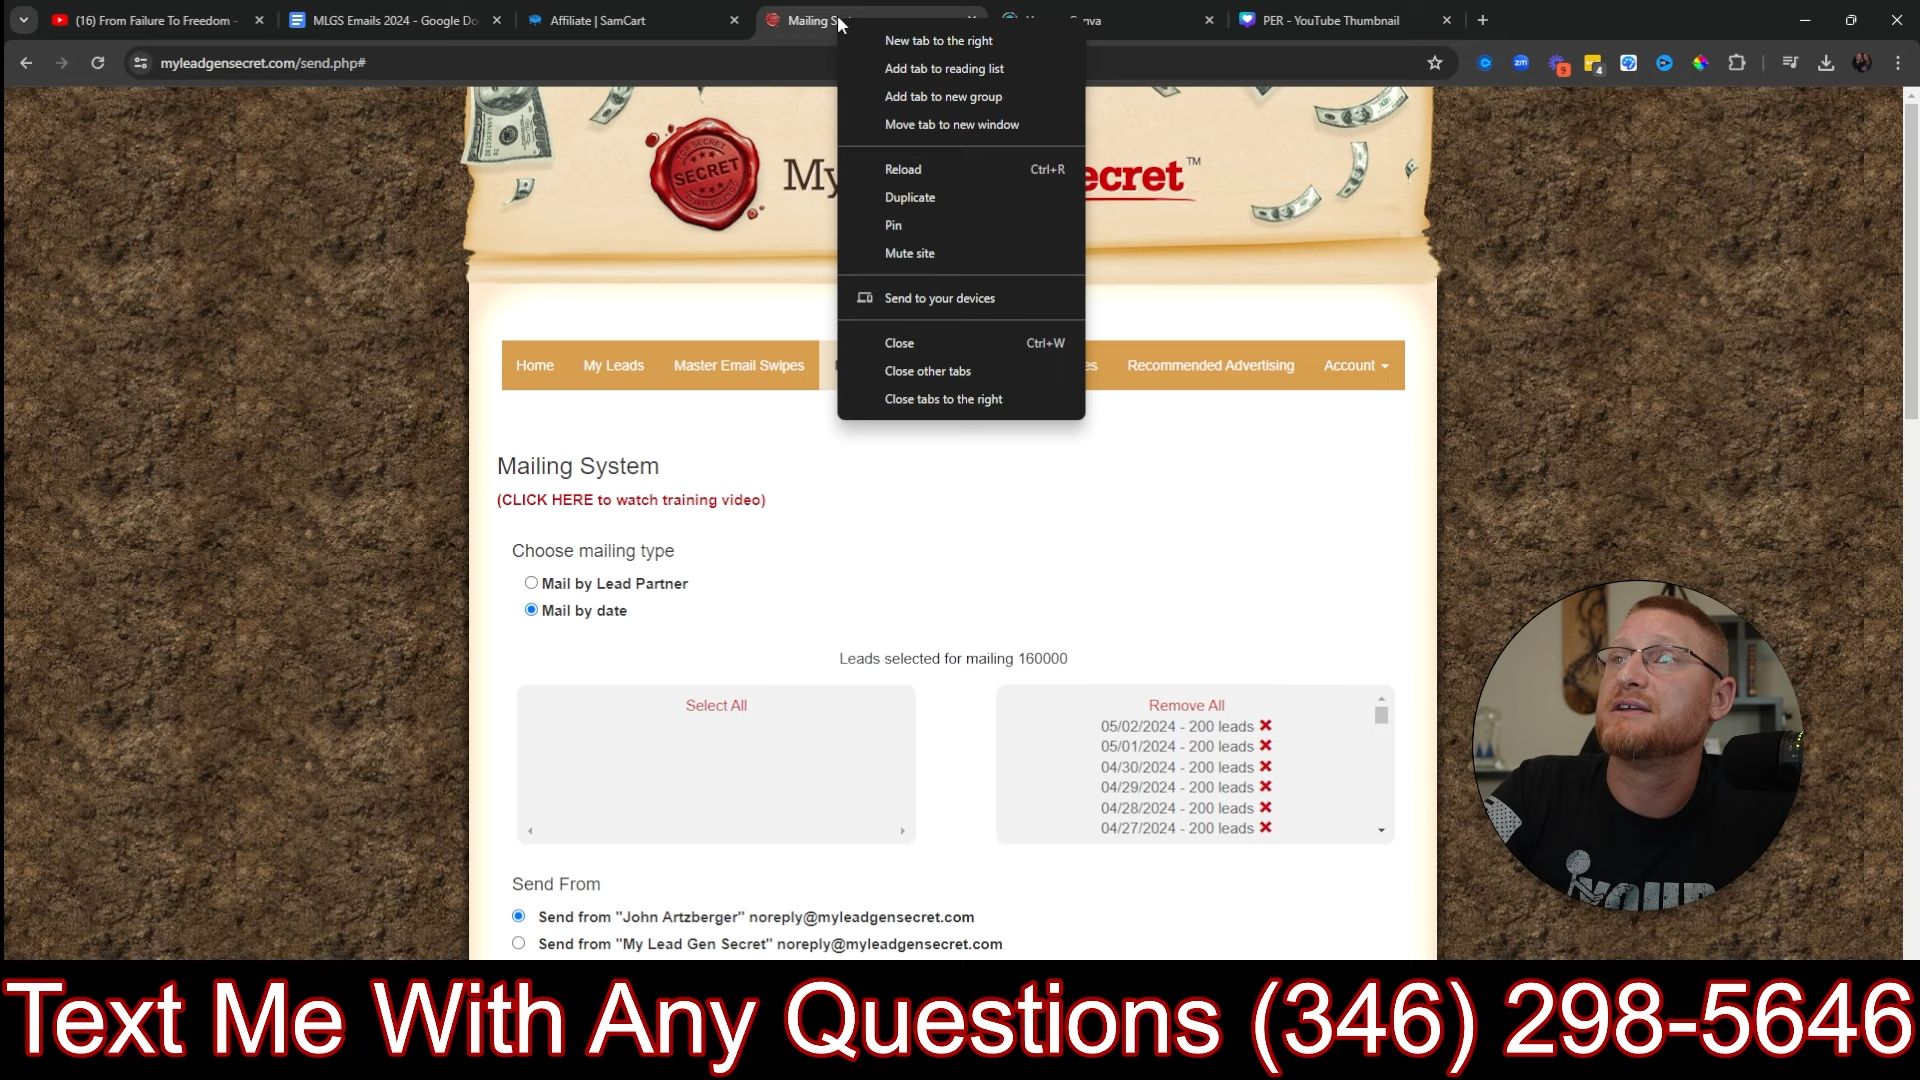 (16) From Failure To Freedom -
MLGS Emails 2024 - Google Do
Affiliate | SamCart
Mailing S
PER - YouTube Thumbnail
myleadgensecret.com/send.php#
9
4
zm
New tab to the right
Add tab to reading list
Add tab to new group
Move tab to new window
Reload Ctrl+R
Duplicate
Pin
Mute site
Send to your devices
Close Ctrl+W
Close other tabs
Close tabs to the right
SECRET
My ecret™
Home My Leads Master Email Swipes es Recommended Advertising Account
Mailing System
(CLICK HERE to watch training video)
Choose mailing type
Mail by Lead Partner
Mail by date
Leads selected for mailing 160000
Select All
Remove All
05/02/2024 - 200 leads
05/01/2024 - 200 leads
04/30/2024 - 200 leads
04/29/2024 - 200 leads
04/28/2024 - 200 leads
04/27/2024 - 200 leads
Send From
Send from "John Artzberger" noreply@myleadgensecret.com
Send from "My Lead Gen Secret" noreply@myleadgensecret.com
Text Me With Any Questions (346) 298-5646